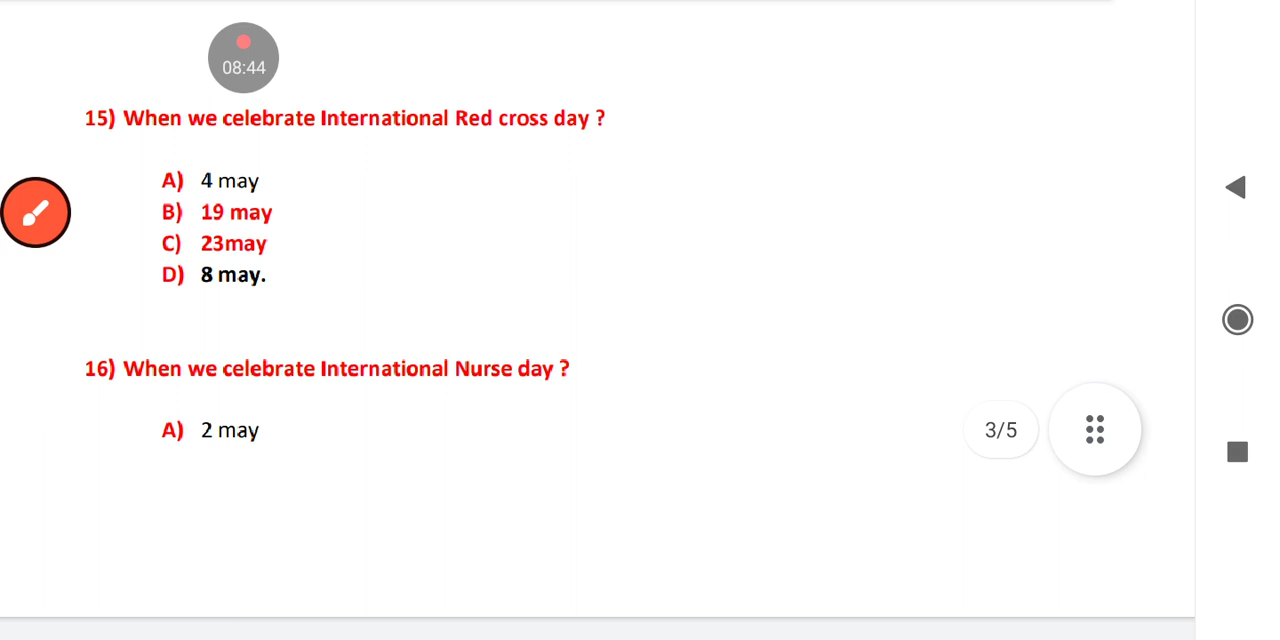 08:44
15) When we celebrate International Red cross day ?
A) 4 may
B) 19 may
C) 23may
D) 8 may.
16) When we celebrate International Nurse day ?
A) 2 may
3/5